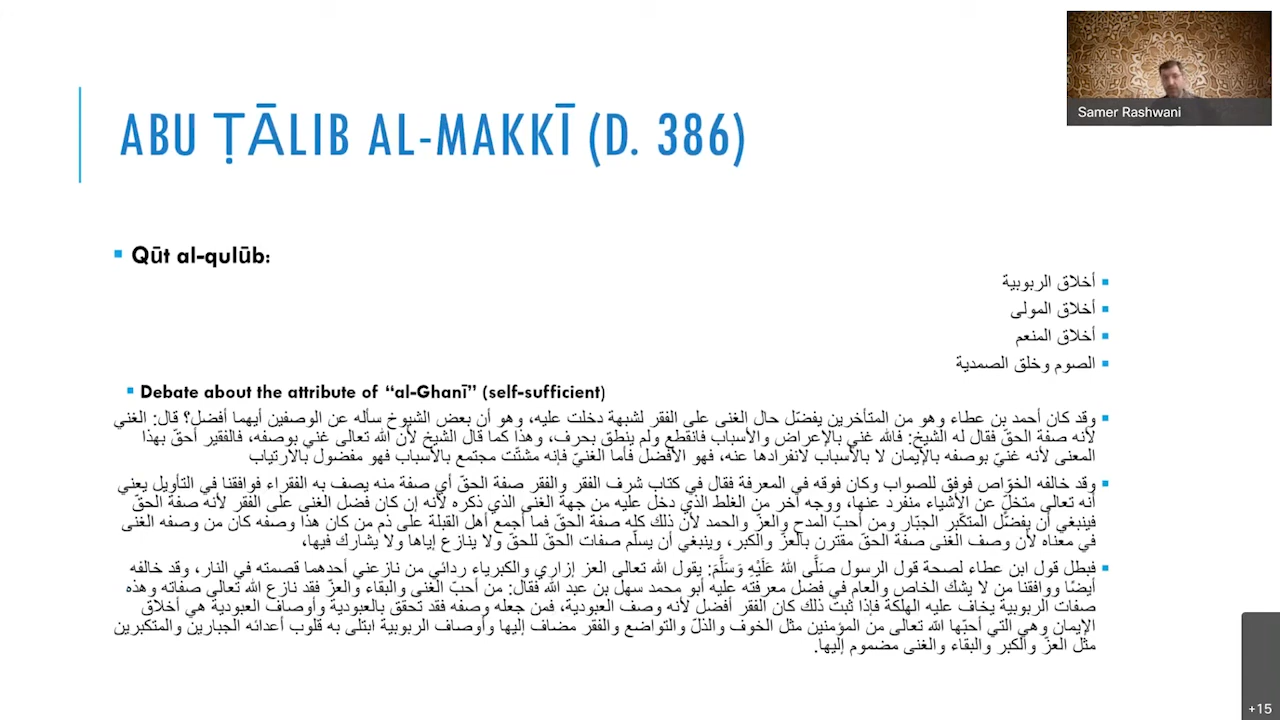 Samer Rashwani
ABU ṬĀLIB AL-MAKKĪ (D. 386)
Qūt al-qulūb:
أخلاق الربوبية
أخلاق المولى
أخلاق المنعم
الصوم وخلق الصمدية
Debate about the attribute of “al-Ghanī” (self-sufficient)
وقد كان أحمد بن عطاء وهو من المتأخرين يفضّل حال الغنى على الفقر لشبهة دخلت عليه، وهو أن بعض الشيوخ سأله عن الوصفين أيهما أفضل؟ قال: الغني
لأنه صفة الحقّ فقال له الشيخ: فالله غني بالإعراض والأسباب فانقطع ولم ينطق بحرف، وهذا كما قال الشيخ لأن الله تعالى غني بوصفه، فالفقير أحقّ بهذا
المعنى لأنه غنيّ بوصفه بالإيمان لا بالأسباب لانفرادها عنه، فهو الأفضل فأما الغنيّ فإنه مشتّت مجتمع بالأسباب فهو مفضول بالارتياب
وقد خالفه الخوّاص فوفق للصواب وكان فوقه في المعرفة فقال في كتاب شرف الفقر والفقر صفة الحقّ أي صفة منه يصف به الفقراء فوافقنا في التأويل يعني
أنه تعالى متخلّ عن الأشياء منفرد عنها، ووجه آخر من الغلط الذي دخل عليه من جهة الغنى الذي ذكره لأنه إن كان فضل الغنى على الفقر لأنه صفة الحقّ
فينبغي أن يفضّل المتكّبر الجبّار ومن أحبّ المدح والعزّ والحمد لأنّ ذلك كله صفة الحقّ فما أجمع أهل القبلة على ذم من كان هذا وصفه كان من وصفه الغنى
في معناه لأن وصف الغنى صفة الحقّ مقترن بالعزّ والكبر، وينبغي أن يسلّم صفات الحقّ للحقّ ولا ينازع إياها ولا يشارك فيها،
فبطل قول ابن عطاء لصحة قول الرسول صَلَّى اللهُ عَلَيْهِ وَسَلَّمَ: يقول الله تعالى العز إزاري والكبرياء ردائي من نازعني أحدهما قصمته في النار، وقد خالفه
أيضًا ووافقنا من لا يشك الخاص والعام في فضل معرفته عليه أبو محمد سهل بن عبد الله فقال: من أحبّ الغنى والبقاء والعزّ فقد نازع الله تعالى صفاته وهذه
صفات الربوبية يخاف عليه الهلكة فإذا ثبت ذلك كان الفقر أفضل لأنه وصف العبودية، فمن جعله وصفه فقد تحقق بالعبودية وأوصاف العبودية هي أخلاق
الإيمان وهي التي أحبّها الله تعالى من المؤمنين مثل الخوف والذلّ والتواضع والفقر مضاف إليها وأوصاف الربوبية ابتلى به قلوب أعدائه الجبارين والمتكبرين
مثل العزّ والكبر والبقاء والغنى مضموم إليها.
+15